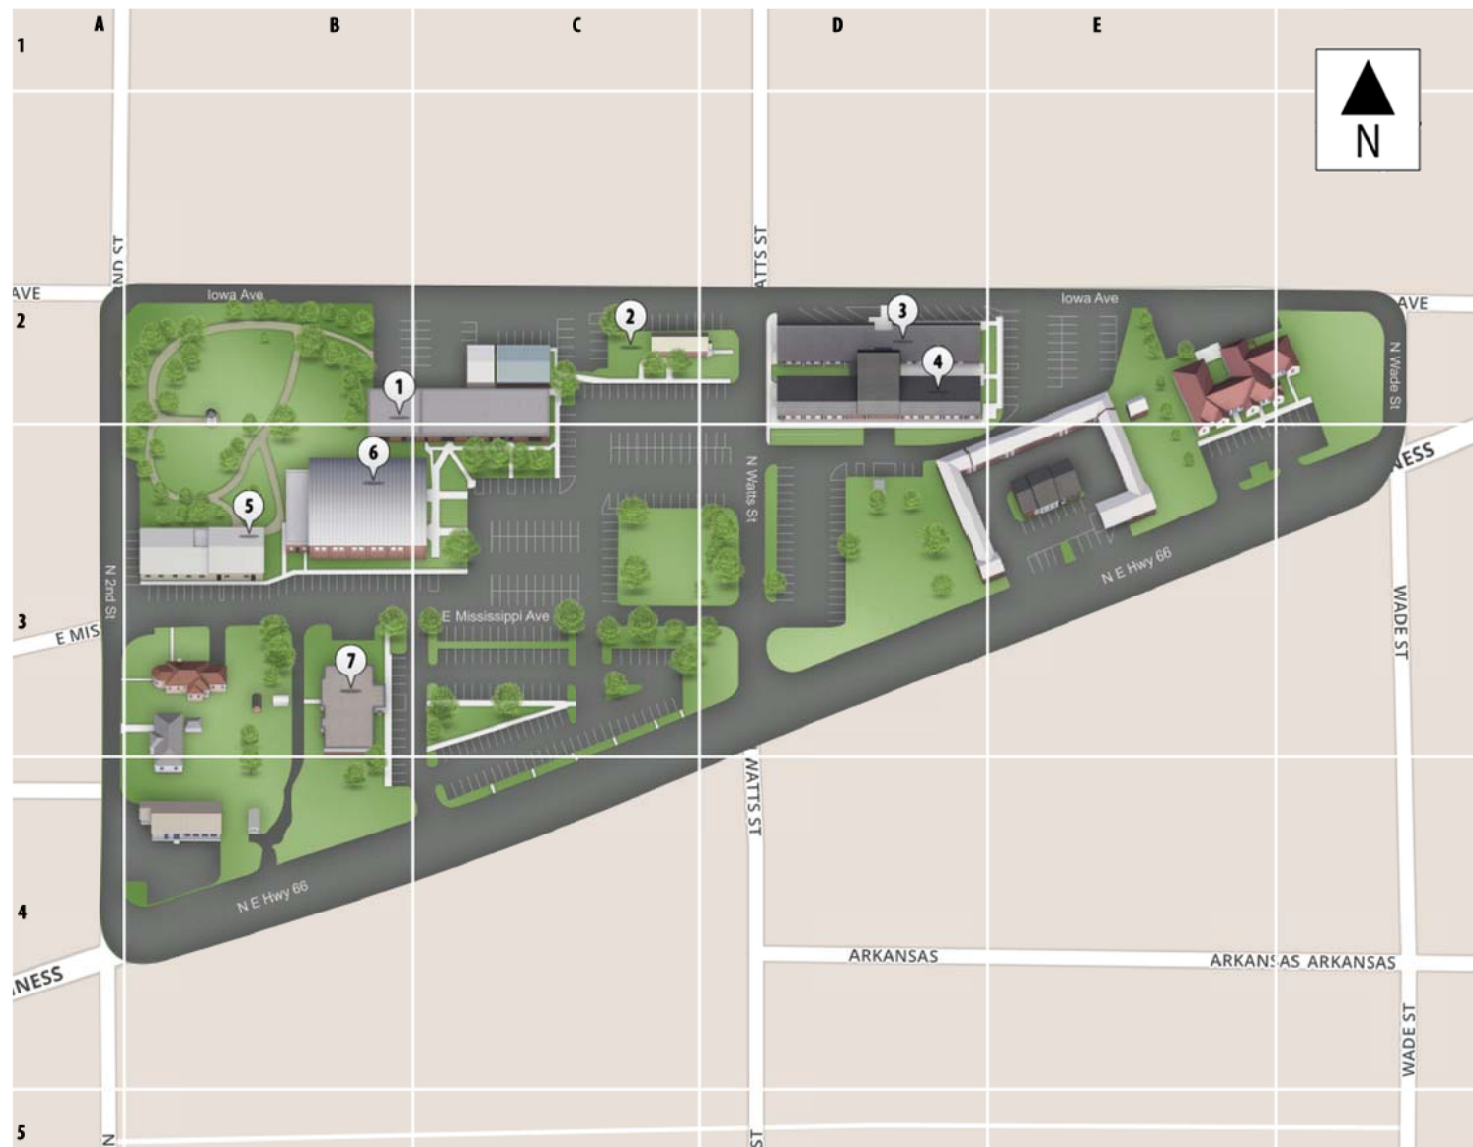 A
B
C
D
E
1
N
ATTS ST
ND ST
AVE
Iowa Ave
Iowa Ave
AVE
2
2
3
N Wade St
4
1
6
NESS
N Watts St
5
N E Hwy 66
N 2nd St
WADE ST
E Mississippi Ave
3
E MIS
7
WATTS ST
N E Hwy 66
4
ARKANSAS
ARKANSAS ARKANSAS
NESS
WADE ST
5
N
ST